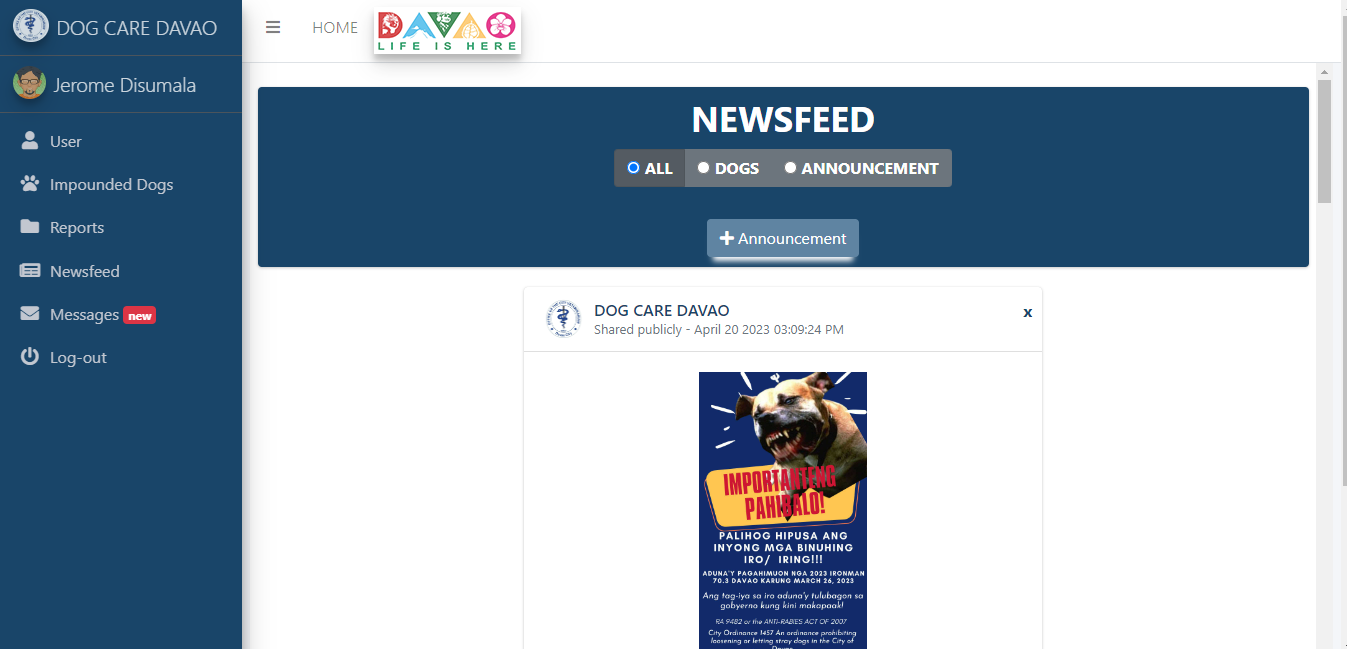 DOG CARE DAVAO
HOME
DAVAO
LIFE IS HERE
Jerome Disumala
User
Impounded Dogs
Reports
Newsfeed
Messages new
Log-out
NEWSFEED
ALL DOGS ANNOUNCEMENT
Announcement
DOG CARE DAVAO
x
Shared publicly - April 20 2023 03:09:24 PM
IMPORTANTENG
PAHIBALO!
PALIHOG HIPUSA ANG
INYONG MGA BINUHING
IRO/ IRING!!!
ADUNA'Y PAGAHIMUON NGA 2023 IRONMAN
70.3 DAVAO KARUNG MARCH 26, 2023
Ang tag-iya sa iro aduna'y tulubagon sa
gobyerno kung kini makapaak!
RA 9482 or the ANTI-RABIES ACT OF 2007
City Ordinance 1457 An ordinance prohibiting
loosening or letting stray dogs in the City of